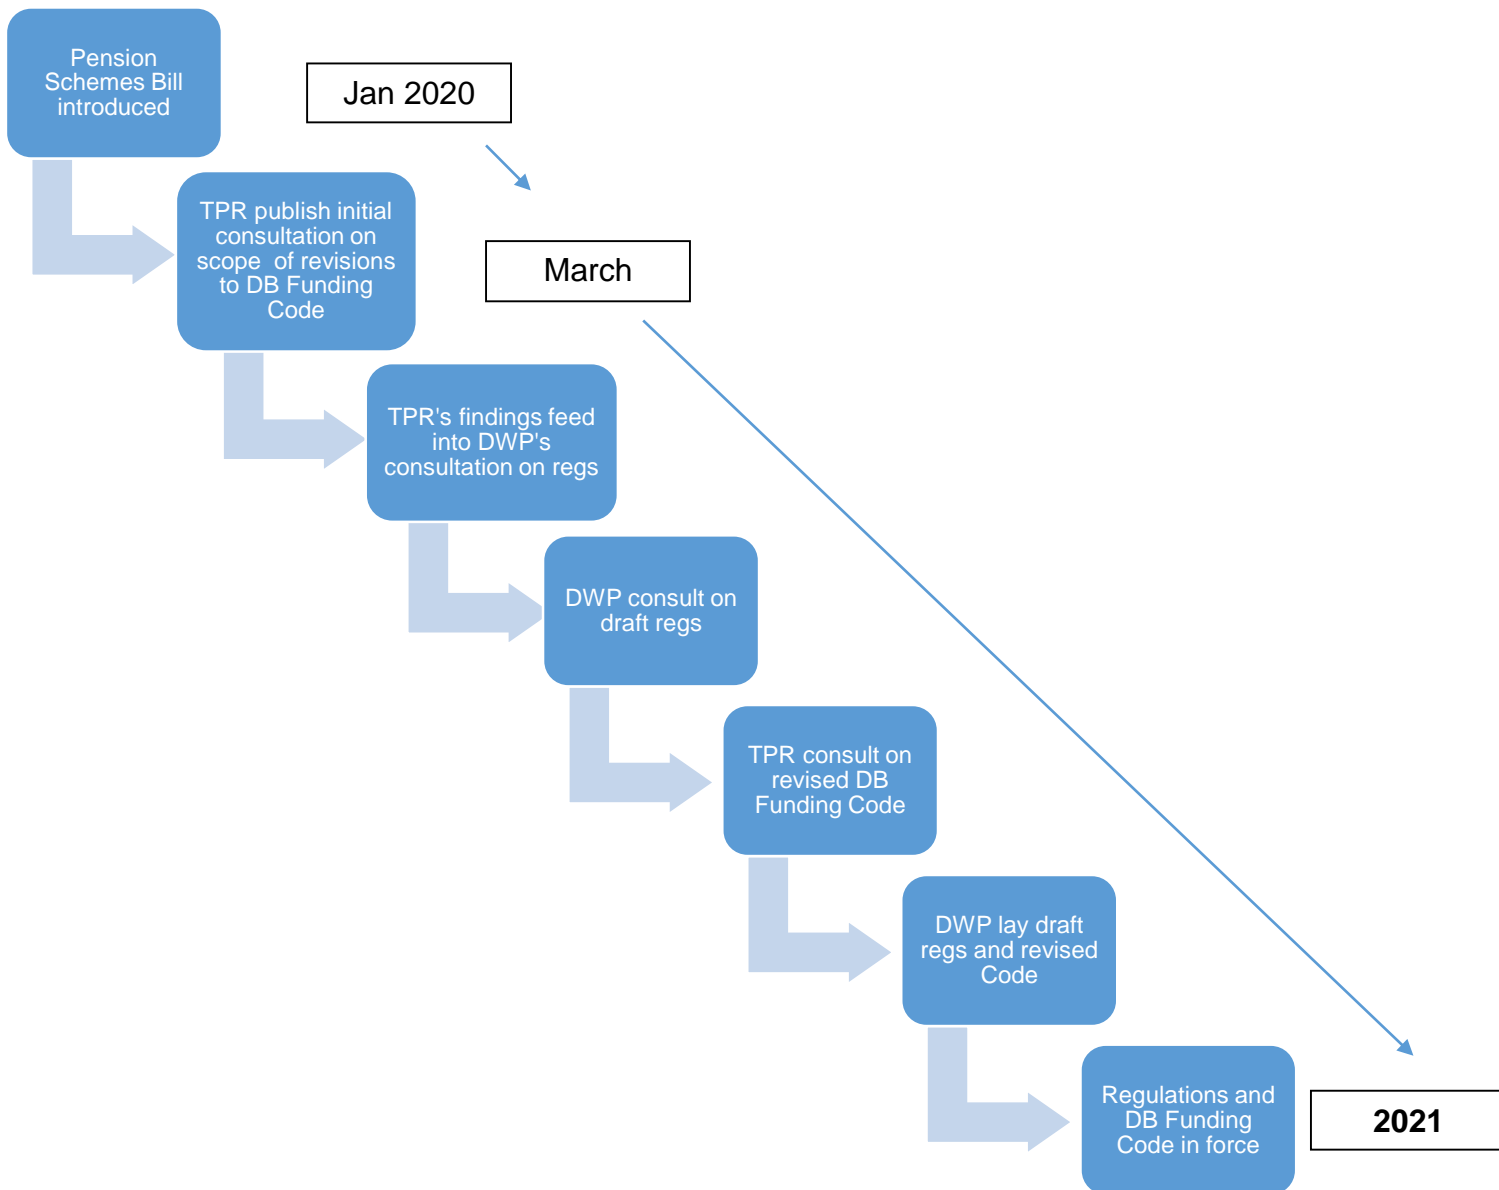 Pension
Schemes Bill
introduced
Jan 2020
TPR publish initial
consultation on
scope of revisions
to DB Funding
Code
March
TPR's findings feed
into DWP's
consultation on regs
DWP consult on
draft regs
TPR consult on
revised DB
Funding Code
DWP lay draft
regs and revised
Code
Regulations and
DB Funding
Code in force
2021